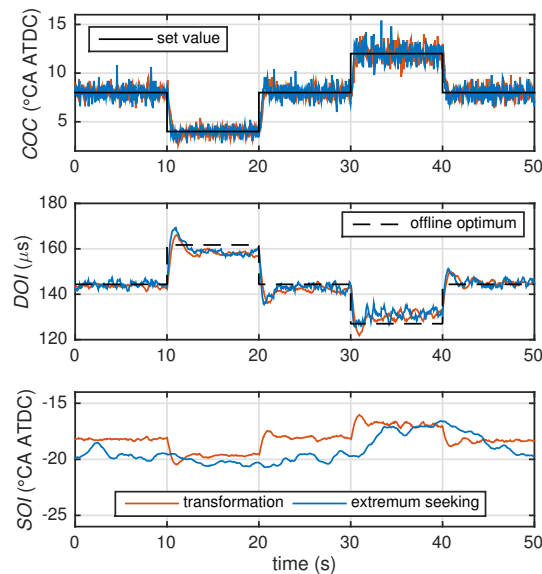 set value
COC (°CA ATDC)
15
10
5
0 10 20 30 40 50
offline optimum
DOI (µs)
180
160
140
120
0 10 20 30 40 50
SOI (°CA ATDC)
-15
-20
-25
transformation extremum seeking
0 10 20 30 40 50
time (s)